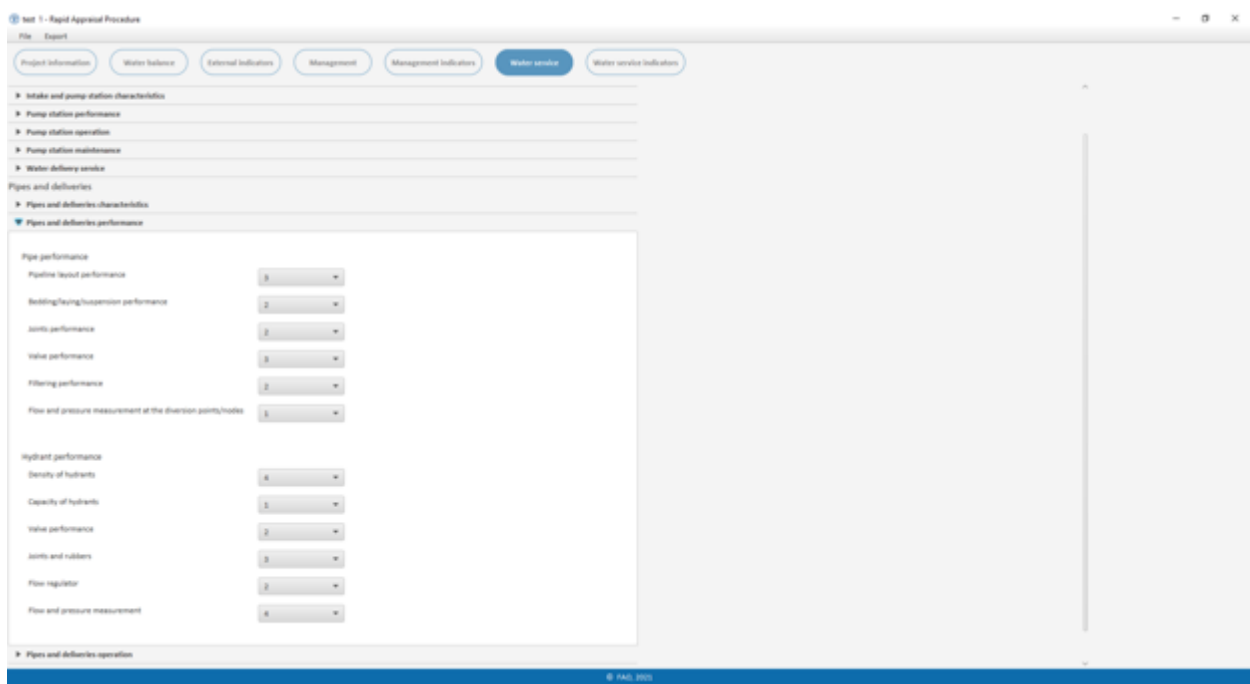 test 1 - Rapid Appraisal Procedure
File Export
Project information Water balance External indicators Management Management indicators Water service Water service indicators
Intake and pump station characteristics
Pump station performance
Pump station operation
Pump station maintenance
Water delivery service
Pipes and deliveries
Pipes and deliveries characteristics
Pipes and deliveries performance
Pipe performance
Pipeline layout performance 3
Bedding/laying/suspension performance 2
Joints performance 2
Valve performance 3
Filtering performance 2
Flow and pressure measurement at the diversion points/nodes 1
Hydrant performance
Density of hydrants
Capacity of hydrants 1
Valve performance 2
Joints and rubbers 3
Flow regulator 2
Flow and pressure measurement 4
Pipes and deliveries operation
© FAO, 2021